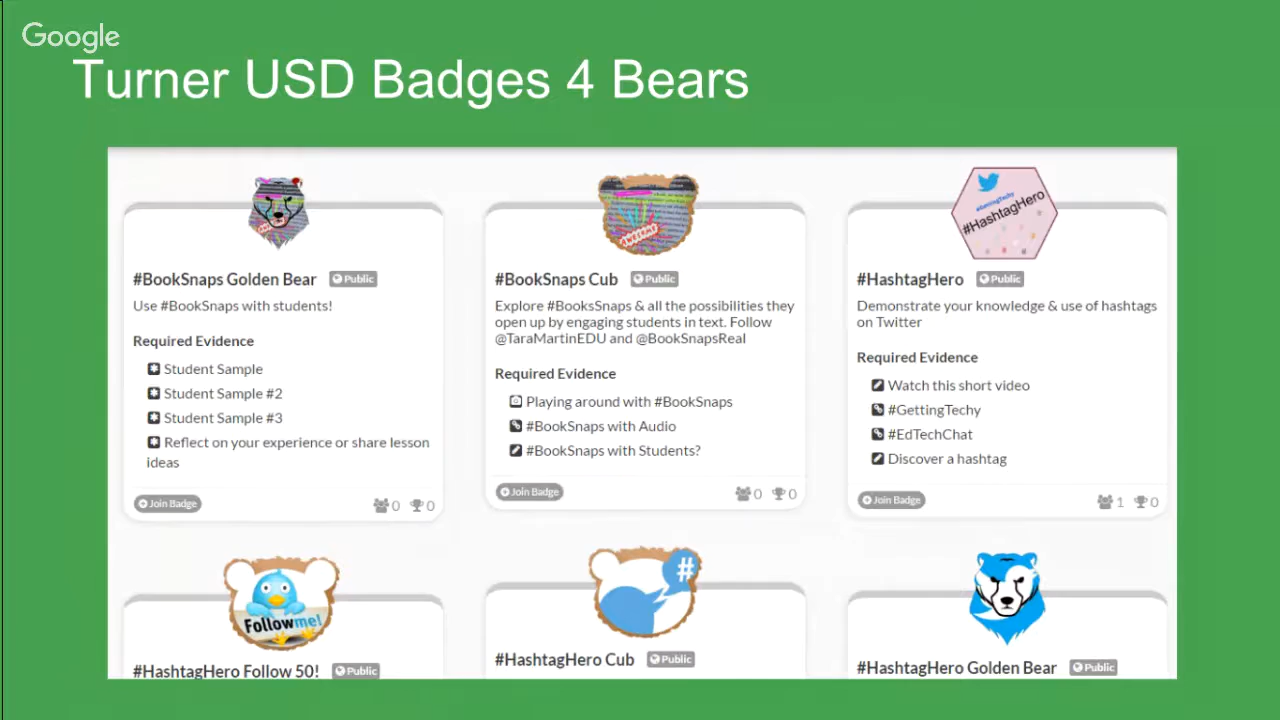 Google
Turner USD Badges 4 Bears
#BookSnaps Golden Bear Public
Use #BookSnaps with students!
Required Evidence
Student Sample
Student Sample #2
Student Sample #3
Reflect on your experience or share lesson
ideas
Join Badge 0 0
AWESOME
#BookSnaps Cub Public
Explore #BooksSnaps & all the possibilities they
open up by engaging students in text. Follow
@TaraMartinEDU and @BookSnapsReal
Required Evidence
Playing around with #BookSnaps
#BookSnaps with Audio
#BookSnaps with Students?
Join Badge 0 0
#GettingTechy
#HashtagHero
#HashtagHero Public
Demonstrate your knowledge & use of hashtags
on Twitter
Required Evidence
Watch this short video
#GettingTechy
#EdTechChat
Discover a hashtag
Join Badge 1 0
Followme!
#HashtagHero Follow 50! Public
#
#HashtagHero Cub Public
#HashtagHero Golden Bear Public